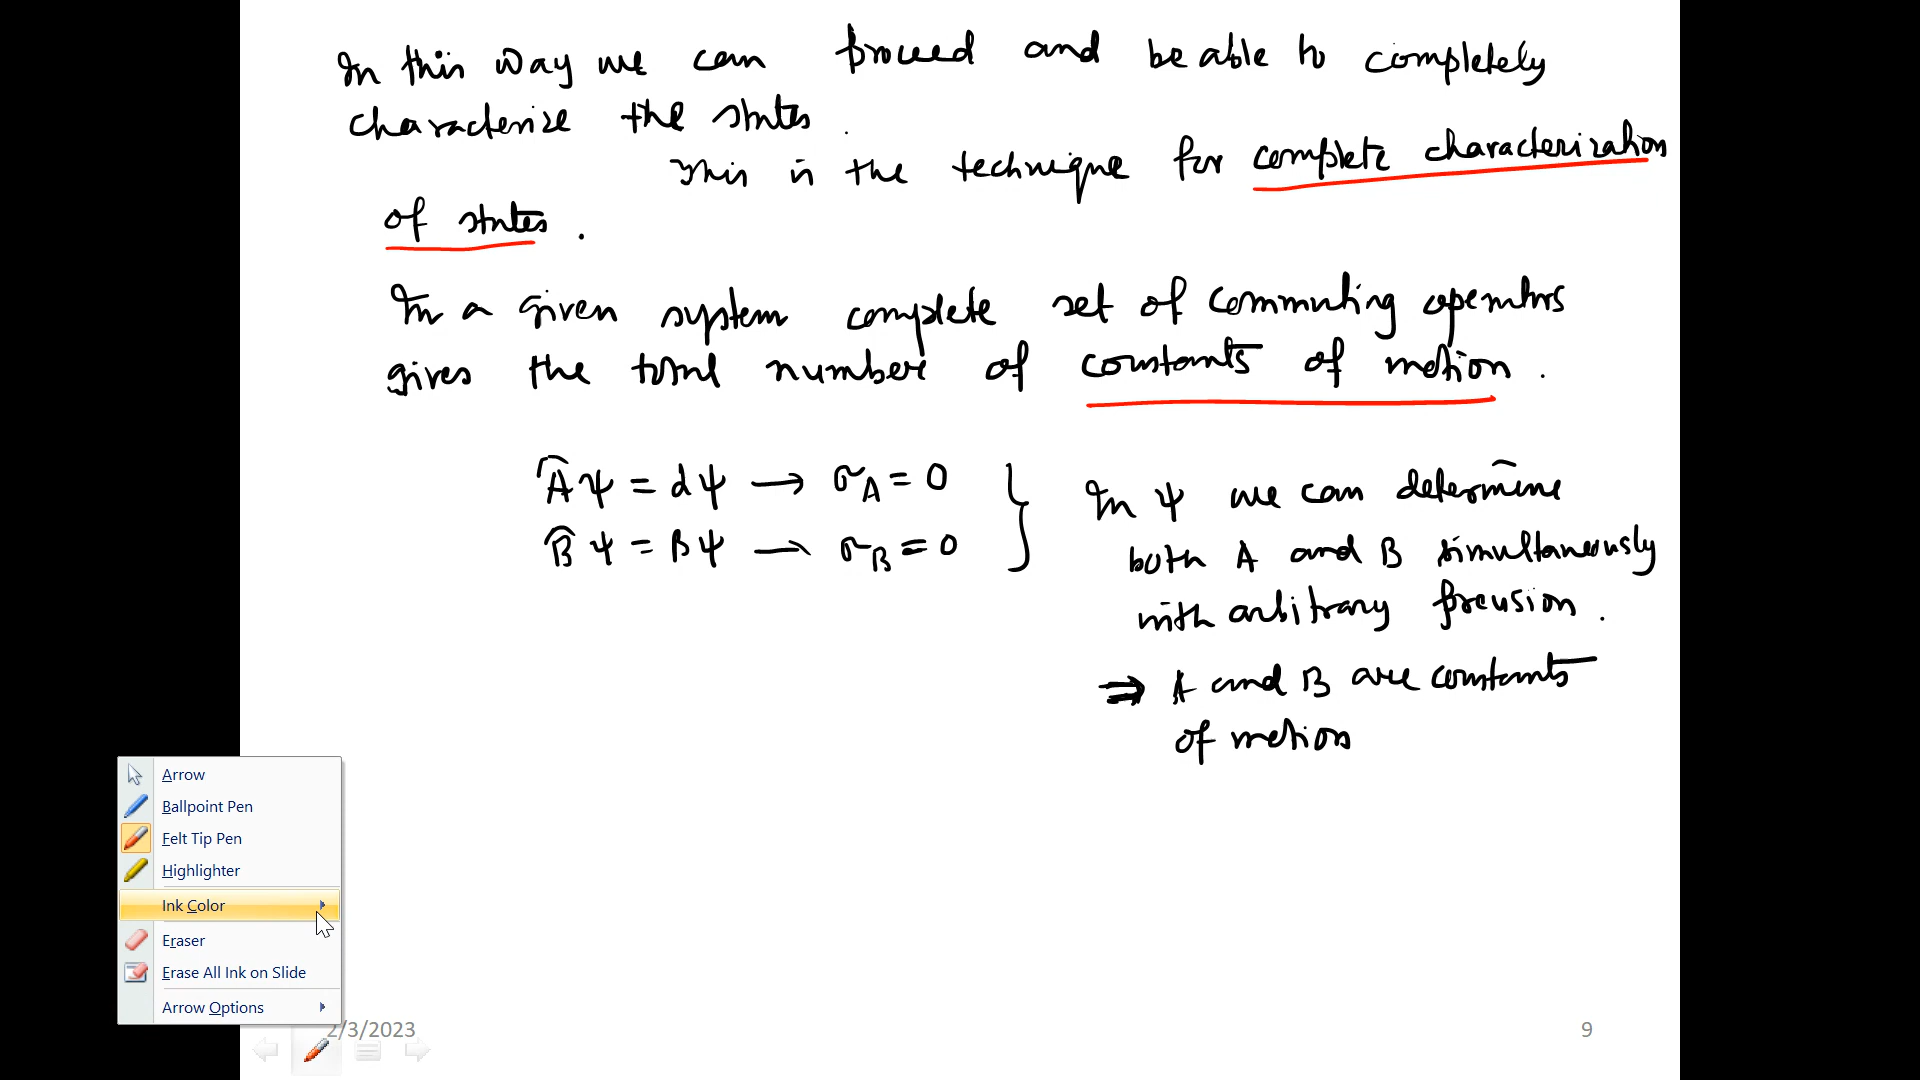 In this way we can proceed and be able to completely
characterize the states.
This is the technique for complete characterization
of states.
In a given system complete set of commuting operators
gives the total number of constants of motion.
Âψ = αψ → σ_A = 0
B̂ψ = βψ → σ_B = 0
In ψ we can determine
both A and B simultaneously
with arbitrary precision.
⇒ A and B are constants
of motion
Arrow
Ballpoint Pen
Felt Tip Pen
Highlighter
Ink Color
Eraser
Erase All Ink on Slide
Arrow Options
2/3/2023
9